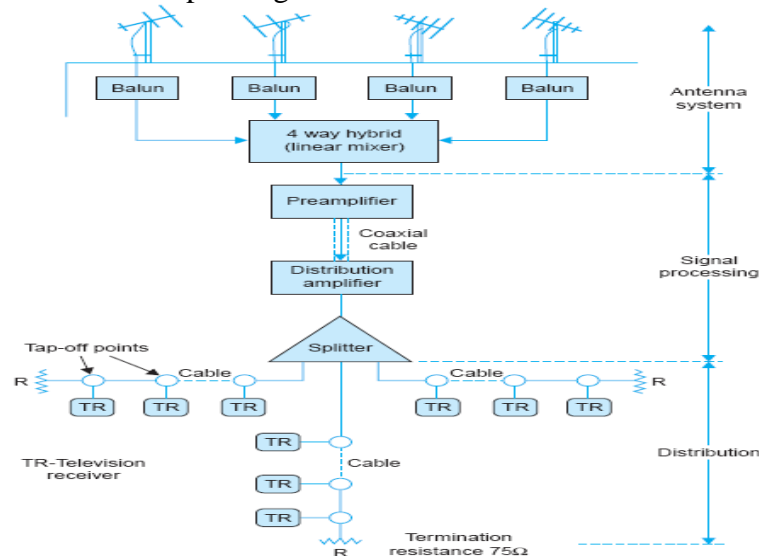 Balun
Balun
Balun
Balun
Antenna
system
4 way hybrid
(linear mixer)
Preamplifier
Coaxial
cable
Signal
processing
Distribution
amplifier
Tap-off points
Splitter
R
Cable
Cable
R
TR
TR
TR
TR
TR
TR
TR
TR-Television
receiver
Cable
Distribution
TR
TR
R
Termination
resistance 75Ω